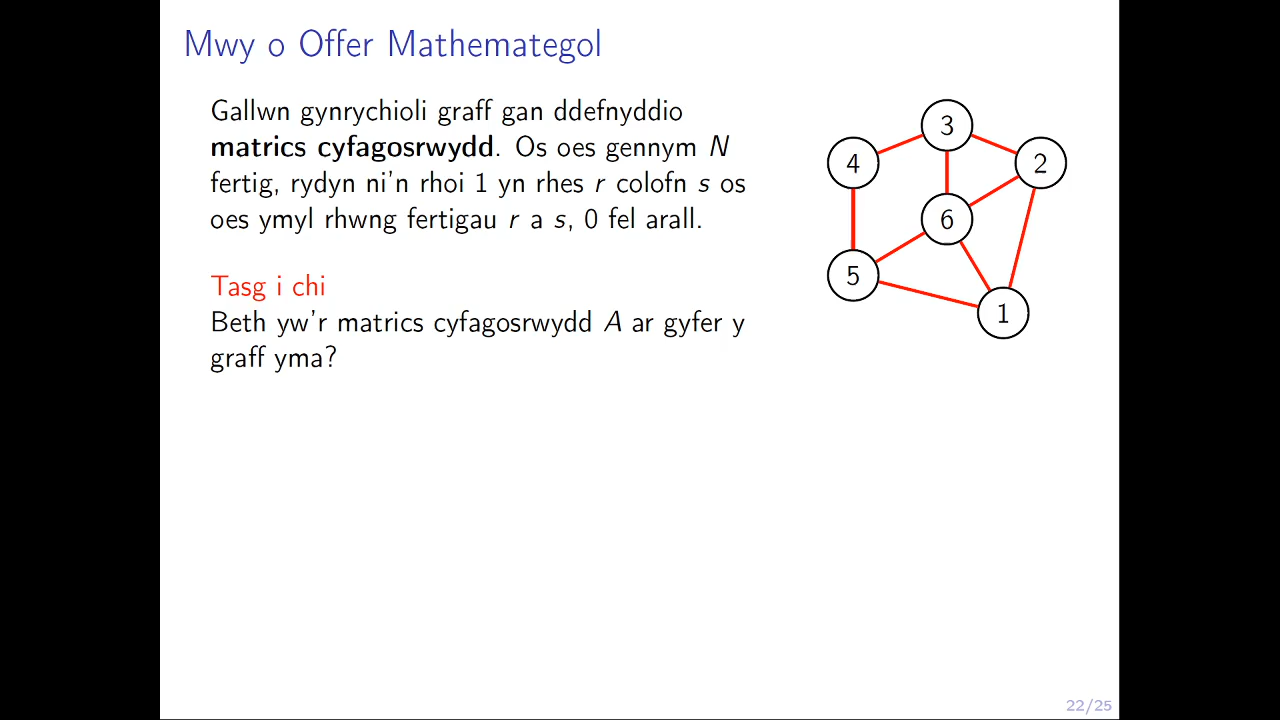 Mwy o Offer Mathemategol
Gallwn gynrychioli graff gan ddefnyddio
matrics cyfagosrwydd. Os oes gennym N
fertig, rydyn ni'n rhoi 1 yn rhes r colofn s os
oes ymyl rhwng fertigau r a s, 0 fel arall.
Tasg i chi
Beth yw'r matrics cyfagosrwydd A ar gyfer y
graff yma?
3
4
2
6
5
1
22/25